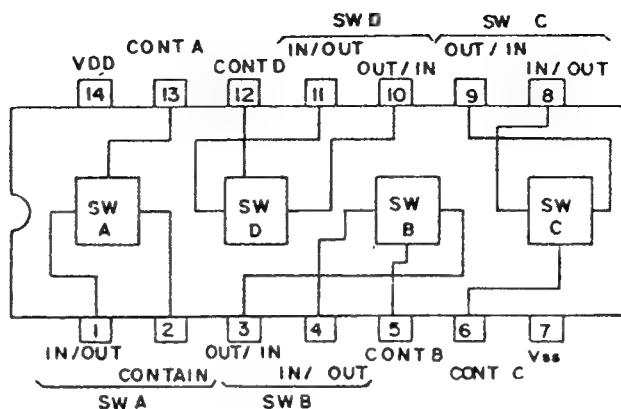 SW D SW C
CONT A IN/OUT OUT/IN
VDD CONT D OUT/IN IN/OUT
14 13 12 11 10 9 8
SW SW SW SW
A D B C
1 2 3 4 5 6 7
IN/OUT OUT/IN CONT B Vss
CONTAIN IN/OUT CONT C
SW A SW B